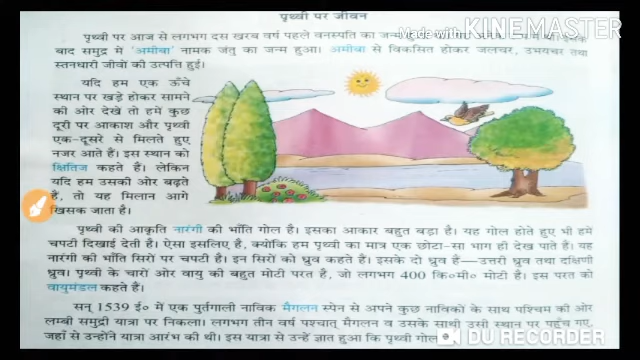 पृथ्वी पर जीवन
Made with KINEMASTER
पृथ्वी पर आज से लगभग दस खरब वर्ष पहले वनस्पति का जन्म
बाद समुद्र में 'अमीबा' नामक जंतु का जन्म हुआ। अमीबा से विकसित होकर जलचर, उभयचर तथा
स्तनधारी जीवों की उत्पत्ति हुई।
यदि हम एक ऊँचे
स्थान पर खड़े होकर सामने
की ओर देखें तो हमें कुछ
दूरी पर आकाश और पृथ्वी
एक-दूसरे से मिलते हुए
नजर आते हैं। इस स्थान को
क्षितिज कहते हैं। लेकिन
यदि हम उसकी ओर बढ़ते
हैं, तो यह मिलान आगे
खिसक जाता है।
पृथ्वी की आकृति नारंगी की भाँति गोल है। इसका आकार बहुत बड़ा है। यह गोल होते हुए भी हमें
चपटी दिखाई देती है। ऐसा इसलिए है, क्योंकि हम पृथ्वी का मात्र एक छोटा-सा भाग ही देख पाते हैं। यह
नारंगी की भाँति सिरों पर चपटी है। इन सिरों को ध्रुव कहते हैं। इसके दो ध्रुव हैं—उत्तरी ध्रुव तथा दक्षिणी
ध्रुव। पृथ्वी के चारों ओर वायु की बहुत मोटी परत है, जो लगभग 400 कि०मी० मोटी है। इस परत को
वायुमंडल कहते हैं।
सन् 1539 ई० में एक पुर्तगाली नाविक मैगलन स्पेन से अपने कुछ नाविकों के साथ पश्चिम की ओर
लम्बी समुद्री यात्रा पर निकला। लगभग तीन वर्ष पश्चात् मैगलन व उसके साथी उसी स्थान पर पहुँच गए,
जहाँ से उन्होंने यात्रा आरंभ की थी। इस यात्रा से उन्हें ज्ञात हुआ कि पृथ्वी गोल
DU RECORDER